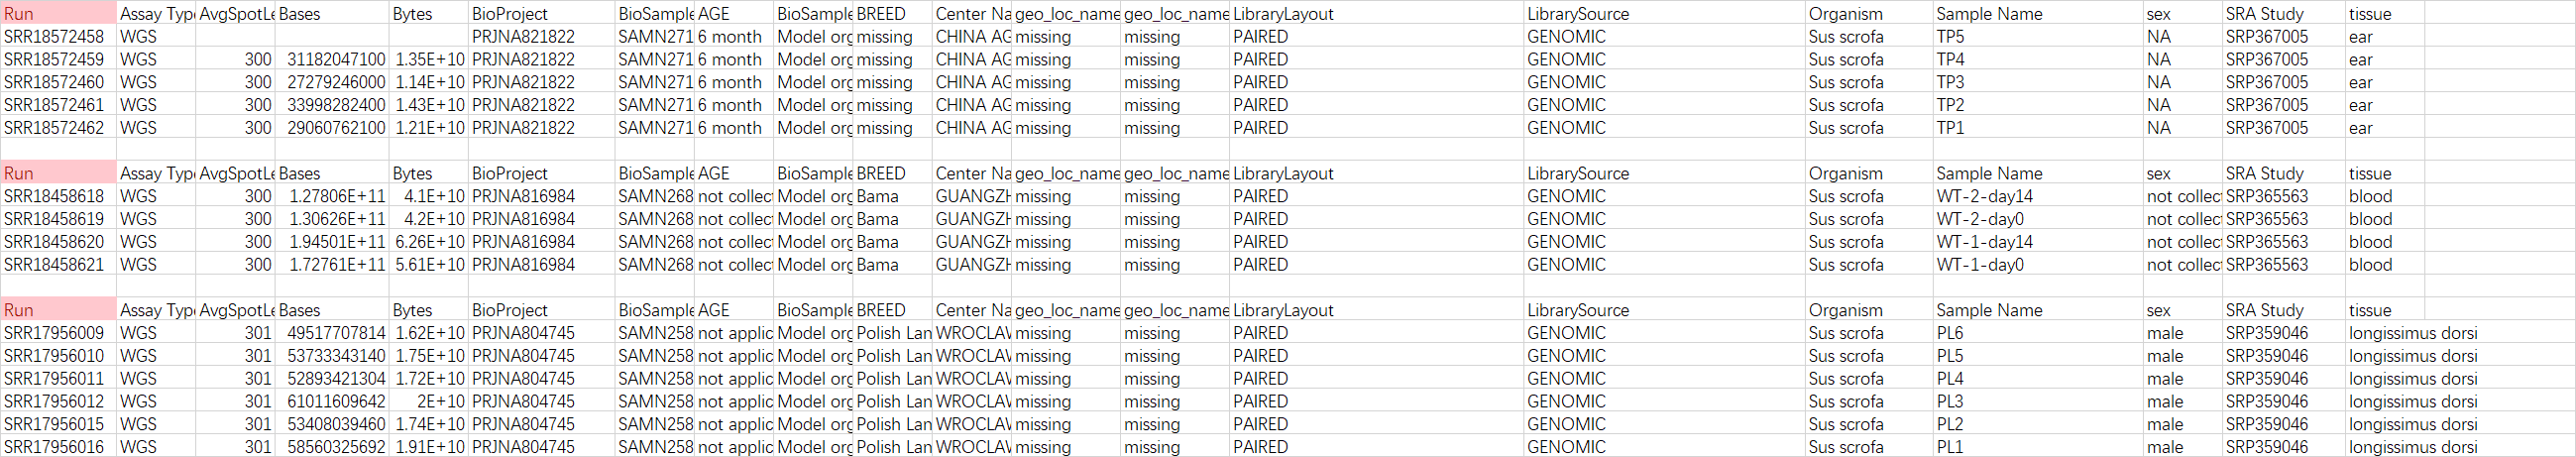 Run Assay Type AvgSpotLe Bases Bytes BioProject BioSample AGE BioSample BREED Center Na geo_loc_name geo_loc_name LibraryLayout LibrarySource Organism Sample Name sex SRA Study tissue
SRR18572458 WGS PRJNA821822 SAMN271 6 month Model org missing CHINA AG missing missing PAIRED GENOMIC Sus scrofa TP5 NA SRP367005 ear
SRR18572459 WGS 300 31182047100 1.35E+10 PRJNA821822 SAMN271 6 month Model org missing CHINA AG missing missing PAIRED GENOMIC Sus scrofa TP4 NA SRP367005 ear
SRR18572460 WGS 300 27279246000 1.14E+10 PRJNA821822 SAMN271 6 month Model org missing CHINA AG missing missing PAIRED GENOMIC Sus scrofa TP3 NA SRP367005 ear
SRR18572461 WGS 300 33998282400 1.43E+10 PRJNA821822 SAMN271 6 month Model org missing CHINA AG missing missing PAIRED GENOMIC Sus scrofa TP2 NA SRP367005 ear
SRR18572462 WGS 300 29060762100 1.21E+10 PRJNA821822 SAMN271 6 month Model org missing CHINA AG missing missing PAIRED GENOMIC Sus scrofa TP1 NA SRP367005 ear
Run Assay Type AvgSpotLe Bases Bytes BioProject BioSample AGE BioSample BREED Center Na geo_loc_name geo_loc_name LibraryLayout LibrarySource Organism Sample Name sex SRA Study tissue
SRR18458618 WGS 300 1.27806E+11 4.1E+10 PRJNA816984 SAMN268 not collect Model org Bama GUANGZH missing missing PAIRED GENOMIC Sus scrofa WT-2-day14 not collect SRP365563 blood
SRR18458619 WGS 300 1.30626E+11 4.2E+10 PRJNA816984 SAMN268 not collect Model org Bama GUANGZH missing missing PAIRED GENOMIC Sus scrofa WT-2-day0 not collect SRP365563 blood
SRR18458620 WGS 300 1.94501E+11 6.26E+10 PRJNA816984 SAMN268 not collect Model org Bama GUANGZH missing missing PAIRED GENOMIC Sus scrofa WT-1-day14 not collect SRP365563 blood
SRR18458621 WGS 300 1.72761E+11 5.61E+10 PRJNA816984 SAMN268 not collect Model org Bama GUANGZH missing missing PAIRED GENOMIC Sus scrofa WT-1-day0 not collect SRP365563 blood
Run Assay Type AvgSpotLe Bases Bytes BioProject BioSample AGE BioSample BREED Center Na geo_loc_name geo_loc_name LibraryLayout LibrarySource Organism Sample Name sex SRA Study tissue
SRR17956009 WGS 301 49517707814 1.62E+10 PRJNA804745 SAMN258 not applic Model org Polish Lan WROCLAW missing missing PAIRED GENOMIC Sus scrofa PL6 male SRP359046 longissimus dorsi
SRR17956010 WGS 301 53733343140 1.75E+10 PRJNA804745 SAMN258 not applic Model org Polish Lan WROCLAW missing missing PAIRED GENOMIC Sus scrofa PL5 male SRP359046 longissimus dorsi
SRR17956011 WGS 301 52893421304 1.72E+10 PRJNA804745 SAMN258 not applic Model org Polish Lan WROCLAW missing missing PAIRED GENOMIC Sus scrofa PL4 male SRP359046 longissimus dorsi
SRR17956012 WGS 301 61011609642 2E+10 PRJNA804745 SAMN258 not applic Model org Polish Lan WROCLAW missing missing PAIRED GENOMIC Sus scrofa PL3 male SRP359046 longissimus dorsi
SRR17956015 WGS 301 53408039460 1.74E+10 PRJNA804745 SAMN258 not applic Model org Polish Lan WROCLAW missing missing PAIRED GENOMIC Sus scrofa PL2 male SRP359046 longissimus dorsi
SRR17956016 WGS 301 58560325692 1.91E+10 PRJNA804745 SAMN258 not applic Model org Polish Lan WROCLAW missing missing PAIRED GENOMIC Sus scrofa PL1 male SRP359046 longissimus dorsi